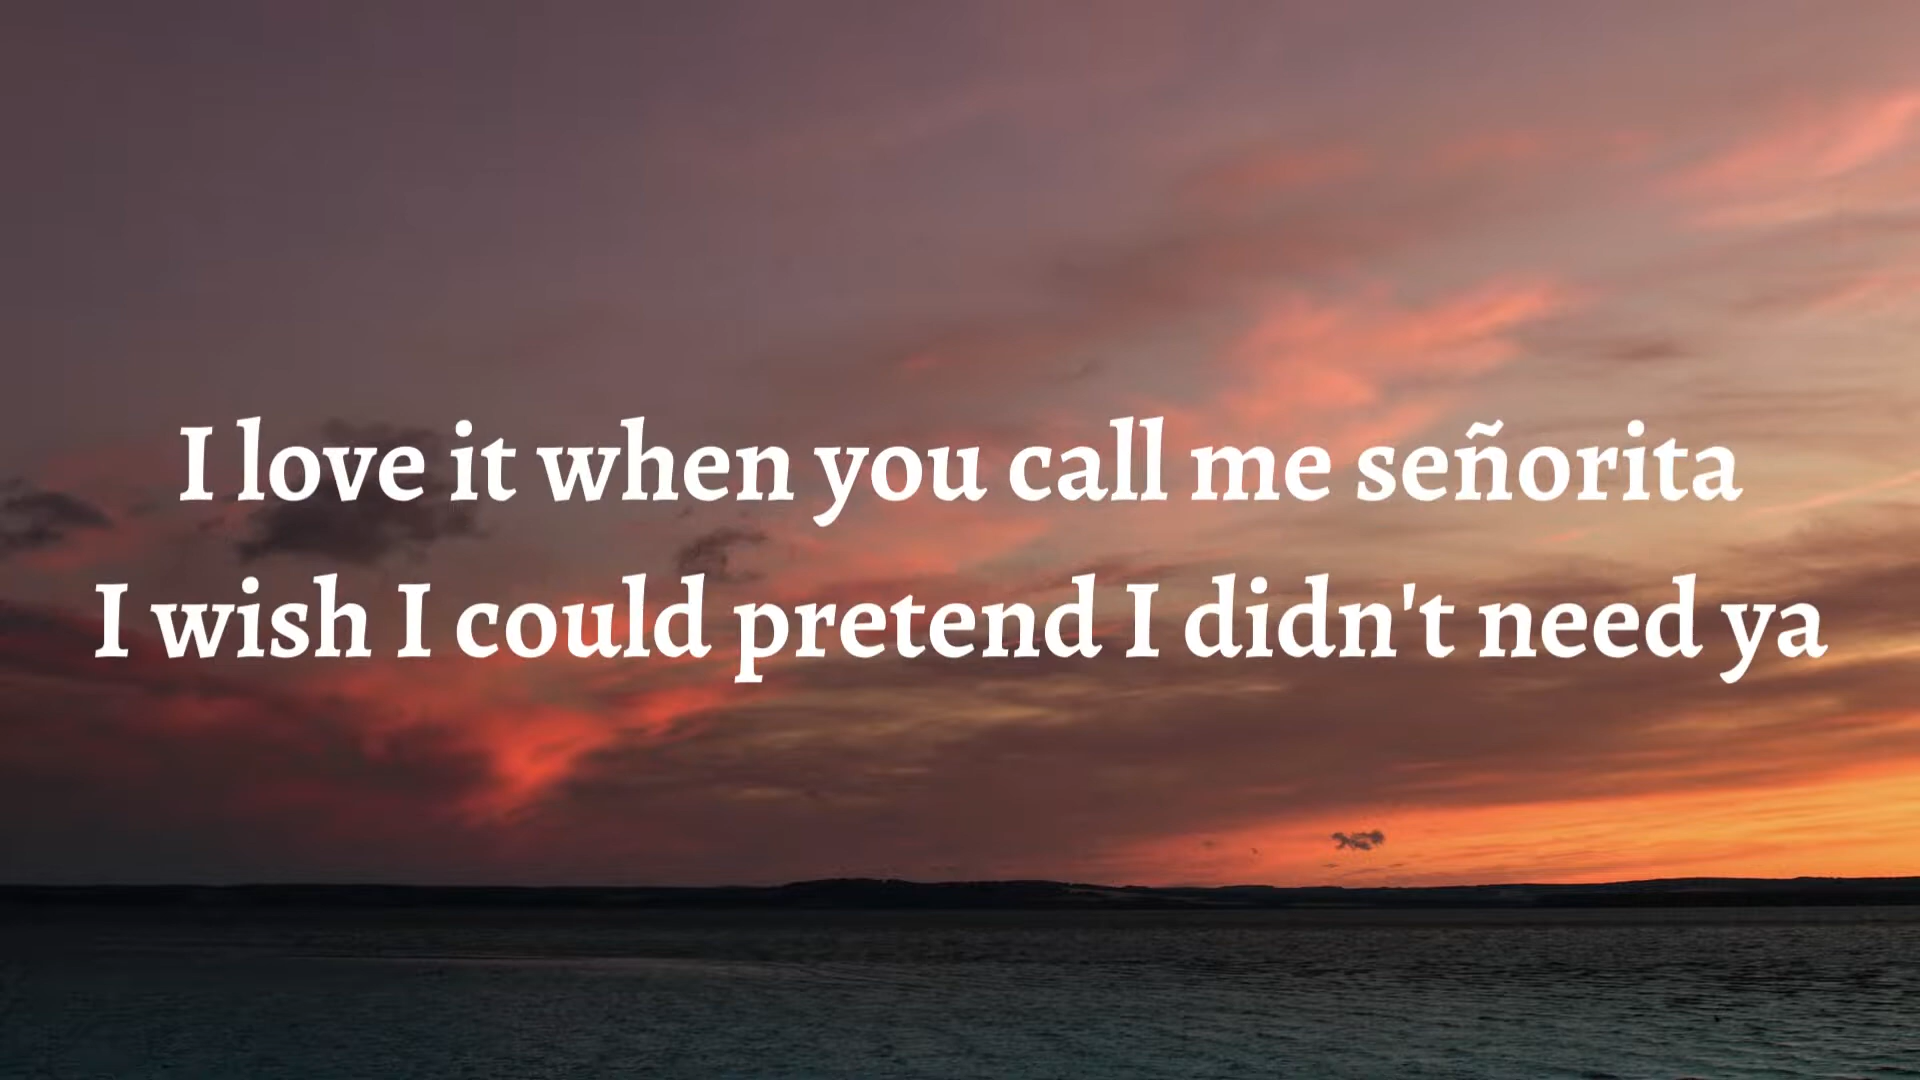 I love it when you call me señorita
I wish I could pretend I didn't need ya